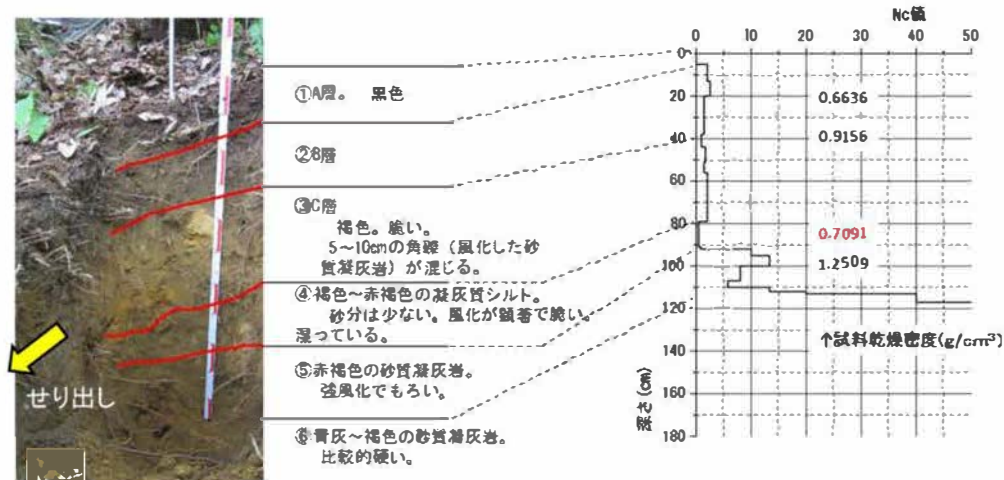 ①A層。 黒色
②B層
③C層
褐色。脆い。
5～10cmの角礫（風化した砂
質凝灰岩）が混じる。
④褐色～赤褐色の凝灰質シルト。
砂分は少ない。風化が顕著で脆い。
湿っている。
⑤赤褐色の砂質凝灰岩。
強風化でもろい。
⑥青灰～褐色の砂質凝灰岩。
比較的硬い。
せり出し
Nc値
0 10 20 30 40 50
0
20
40
60
80
100
120
140
160
180
深さ(cm)
0.6636
0.9156
0.7091
1.2509
↑試料乾燥密度(g/cm³)